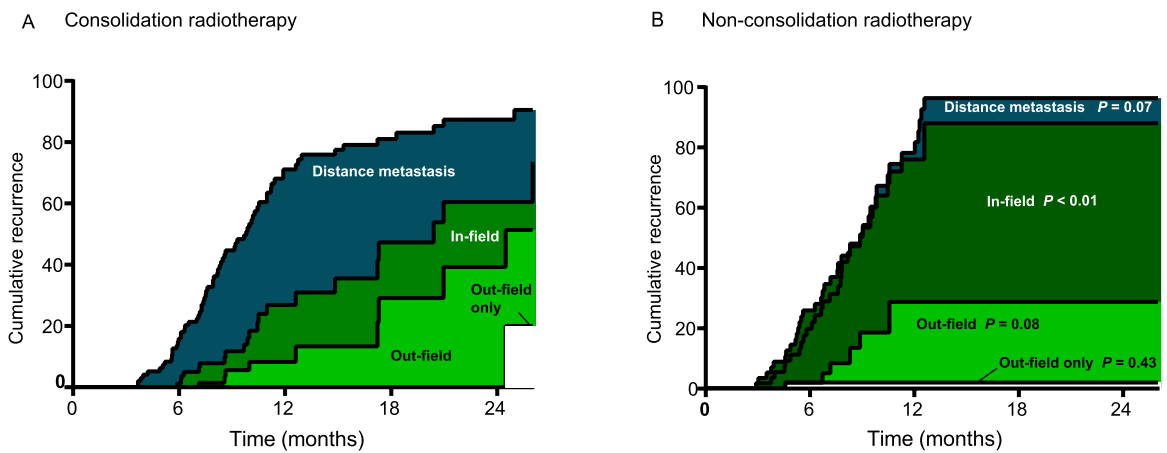 A Consolidation radiotherapy
100
80
60
40
20
0
Cumulative recurrence
Distance metastasis
In-field
Out-field
only
Out-field
0 6 12 18 24
Time (months)
B Non-consolidation radiotherapy
100
80
60
40
20
0
Cumulative recurrence
Distance metastasis P = 0.07
In-field P < 0.01
Out-field P = 0.08
Out-field only P = 0.43
0 6 12 18 24
Time (months)